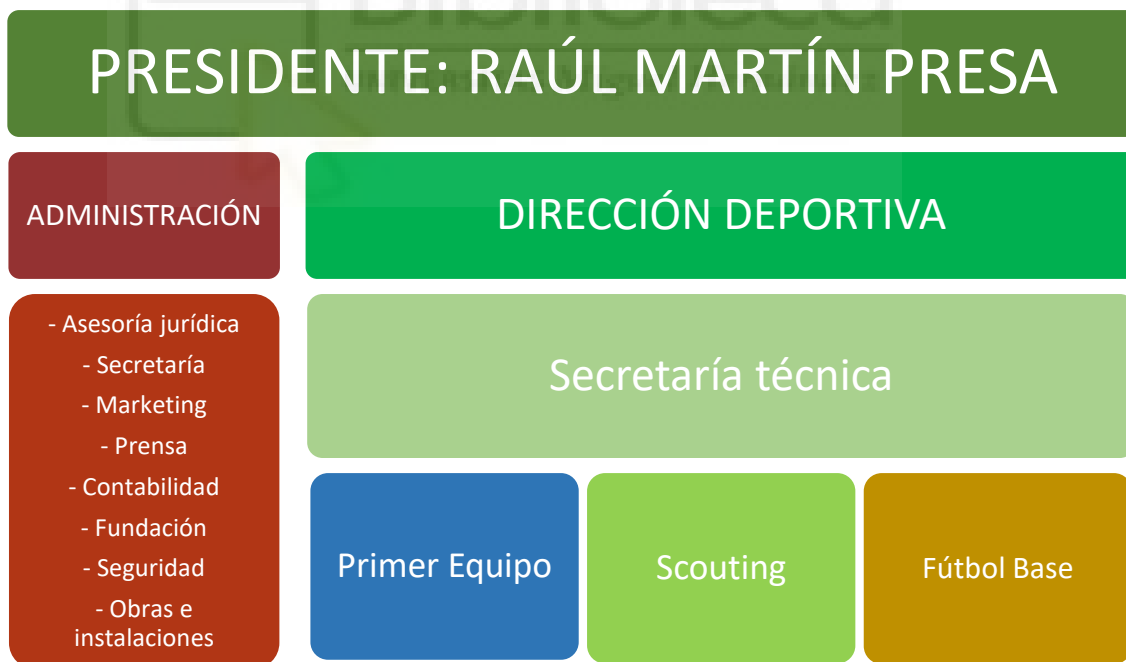 Biblioteca
PRESIDENTE: RAÚL MARTÍN PRESA
ADMINISTRACIÓN
DIRECCIÓN DEPORTIVA
- Asesoría jurídica
- Secretaría
- Marketing
- Prensa
- Contabilidad
- Fundación
- Seguridad
- Obras e
instalaciones
Secretaría técnica
Primer Equipo
Scouting
Fútbol Base